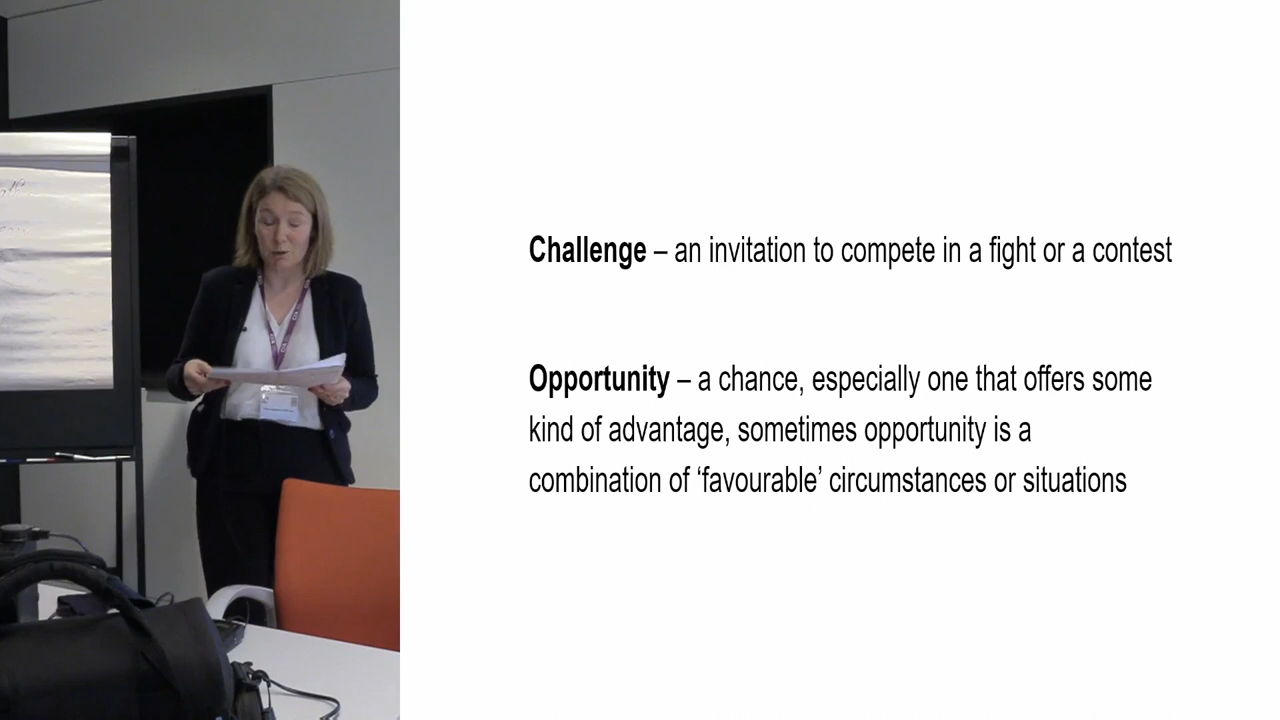 Challenge – an invitation to compete in a fight or a contest
Opportunity – a chance, especially one that offers some
kind of advantage, sometimes opportunity is a
combination of ‘favourable’ circumstances or situations